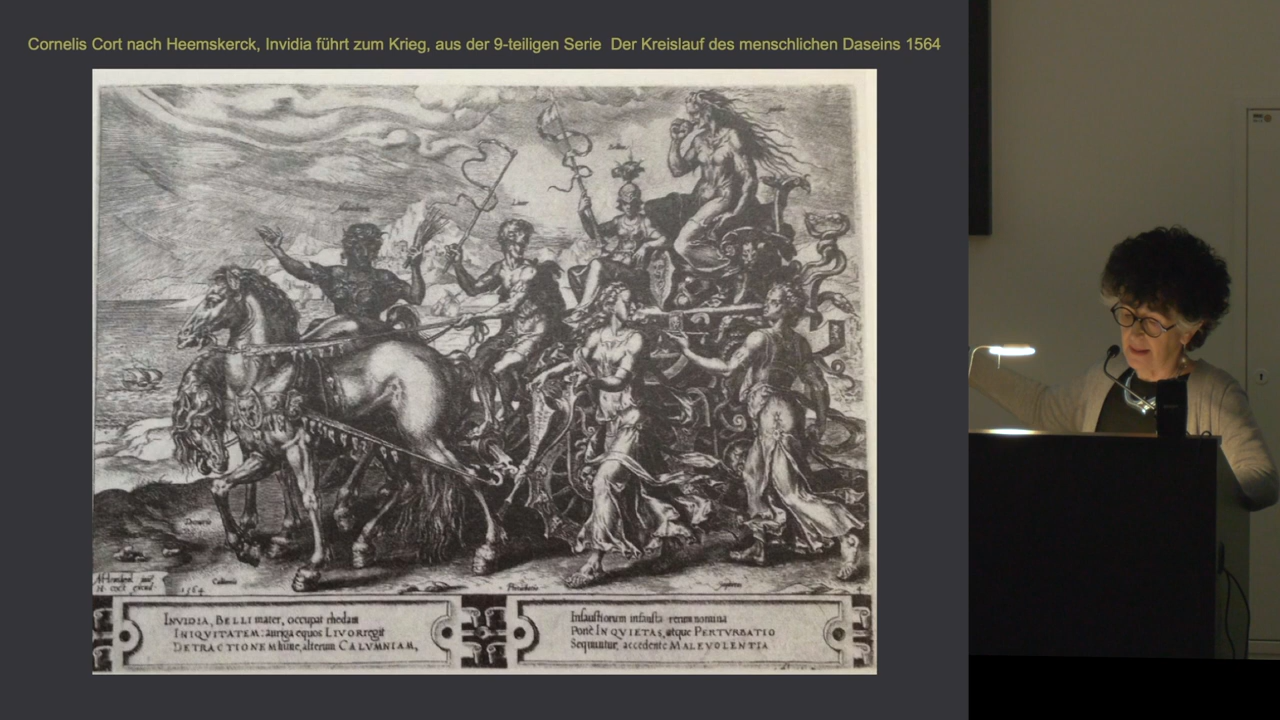 Cornelis Cort nach Heemskerck, Invidia führt zum Krieg, aus der 9-teiligen Serie Der Kreislauf des menschlichen Daseins 1564
1564
INVIDIA, BELLI mater, occupat rhedam
INIQVITATEM: auriga equos LIVOR regit
DETRACTIONEM hunc, alterum CALVMNIAM,
Infaustiorum infausta rerum nomina
Ponè INQVIETAS, atque PERTVRBATIO
Sequuntur, accedente MALEVOLENTIA